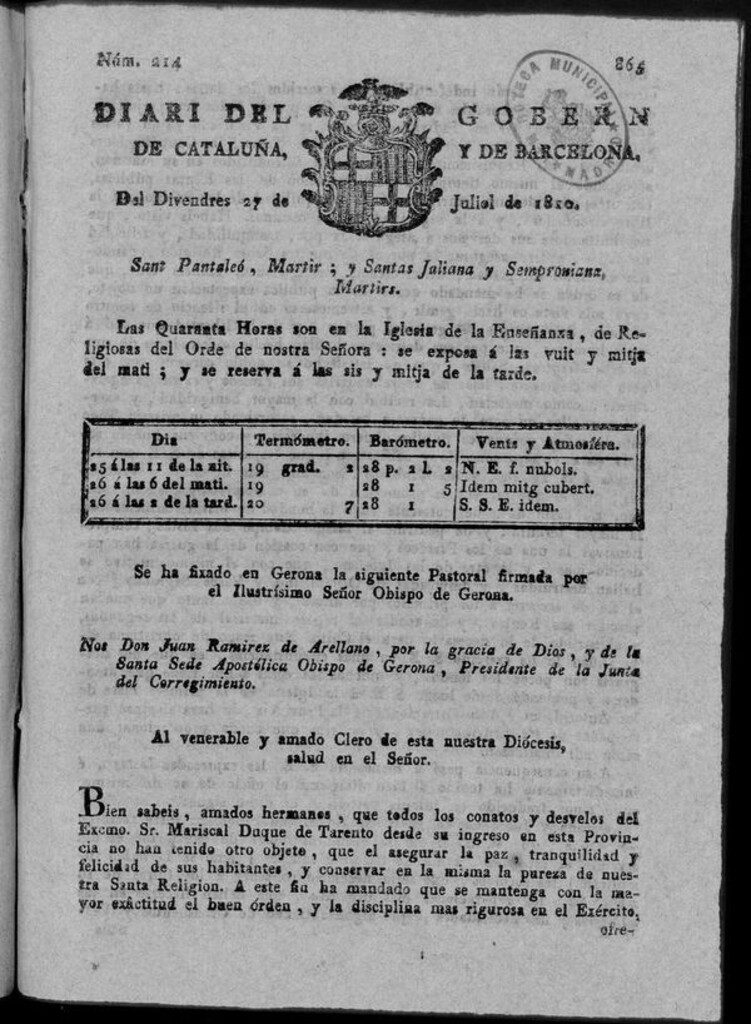 Núm. 214
865
DIARI DEL GOBERN
DE CATALUÑA, Y DE BARCELONA,
Del Divendres 27 de Juliol de 1810.
Sant Pantaleó, Martir; y Santas Juliana y Semproniana,
Martirs.
Las Quaranta Horas son en la Iglesia de la Enseñanza, de Re-
ligiosas del Orde de nostra Señora: se exposa á las vuit y mitja
del mati; y se reserva á las sis y mitja de la tarde.
Dia Termómetro. Barómetro. Vents y Atmosféra.
25 á las 11 de la nit. 19 grad. 2 28 p. 2 l. 2 N. E. f. nubols.
26 á las 6 del mati. 19 28 1 5 Idem mitg cubert.
26 á las 2 de la tard. 20 7 28 1 S. S. E. idem.
Se ha fixado en Gerona la siguiente Pastoral firmada por
el Ilustrísimo Señor Obispo de Gerona.
Nos Don Juan Ramirez de Arellano, por la gracia de Dios, y de la
Santa Sede Apostélica Obispo de Gerona, Presidente de la Junta
del Corregimiento.
Al venerable y amado Clero de esta nuestra Diócesis,
salud en el Señor.
Bien sabeis, amados hermanos, que todos los conatos y desvelos del
Excmo. Sr. Mariscal Duque de Tarento desde su ingreso en esta Provin-
cia no han tenido otro objeto, que el asegurar la paz, tranquilidad y
felicidad de sus habitantes, y conservar en la misma la pureza de nues-
tra Santa Religion. A este fin ha mandado que se mantenga con la ma-
yor exâctitud el buen órden, y la disciplina mas rigurosa en el Exército,
ofre-